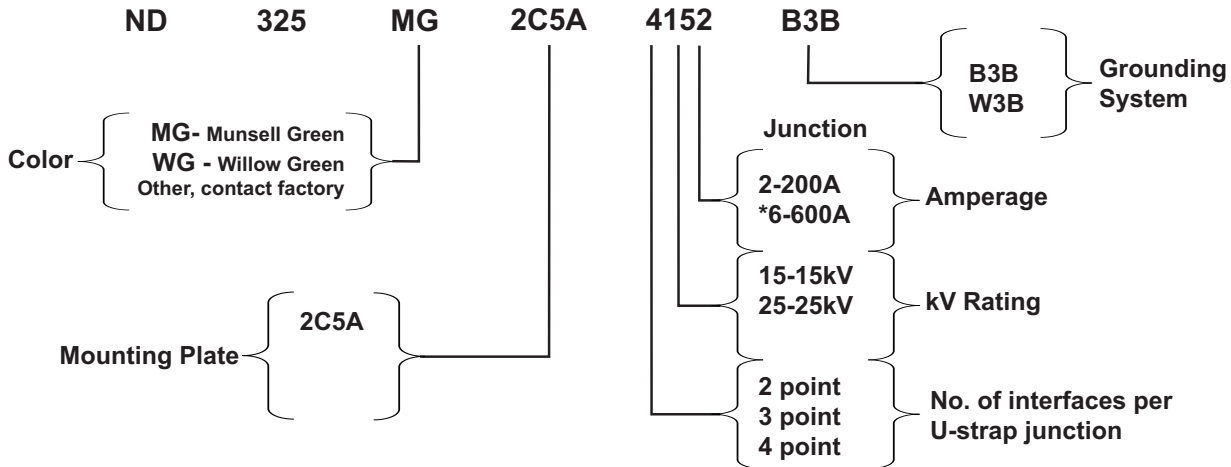 ND 325 MG 2C5A 4152 B3B
B3B
W3B
Grounding
System
Junction
MG- Munsell Green
WG - Willow Green
Other, contact factory
Color
2-200A
*6-600A
Amperage
15-15kV
25-25kV
kV Rating
2C5A
Mounting Plate
2 point
3 point
4 point
No. of interfaces per
U-strap junction